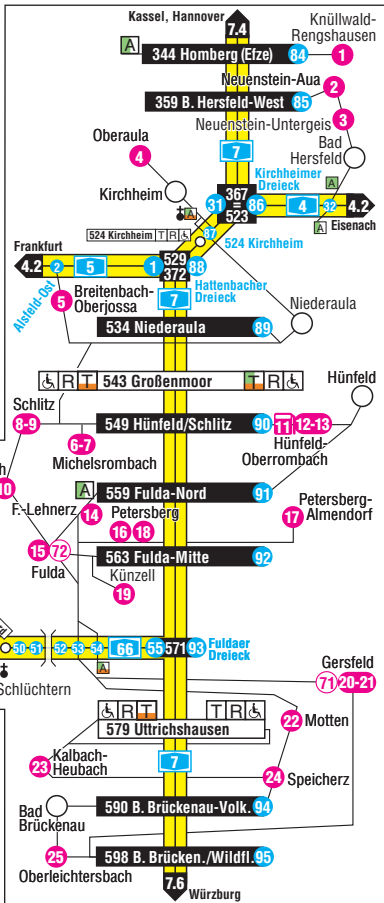 Kassel, Hannover
7.4
Knüllwald-
Rengshausen
A
344 Homberg (Efze) 84
1
Neuenstein-Aua
2
359 B. Hersfeld-West 85
3
Neuenstein-Untergeis
Oberaula
4
7
Bad
Hersfeld
Kirchheim
Kirchheimer
Dreieck
A
31
367
=
523
86
4
32
4.2
A
Eisenach
A
87
524 Kirchheim T R
524 Kirchheim
Frankfurt
4.2
2
5
1
529
372
88
Hattenbacher
Dreieck
Alsfeld-Ost
5
Breitenbach-
Oberjossa
7
Niederaula
534 Niederaula 89
R T 543 Großenmoor T R
Hünfeld
Schlitz
8-9
549 Hünfeld/Schlitz 90
11
12-13
6-7
Michelsrombach
Hünfeld-
Oberrombach
h
10
A
559 Fulda-Nord 91
F.-Lehnerz
14
Petersberg
16 18
Petersberg-
Almendorf
17
15 72
563 Fulda-Mitte 92
Fulda
Künzell
19
50 51 52 53 54 66 55 571 93
Fuldaer
Dreieck
A
Schlüchtern
Gersfeld
71 20-21
R T
T R
579 Uttrichshausen
22 Motten
Kalbach-
Heubach
23
7
24 Speicherz
Bad
Brückenau
590 B. Brückenau-Volk. 94
25
598 B. Brücken./Wildfl. 95
Oberleichtersbach
7.6
Würzburg